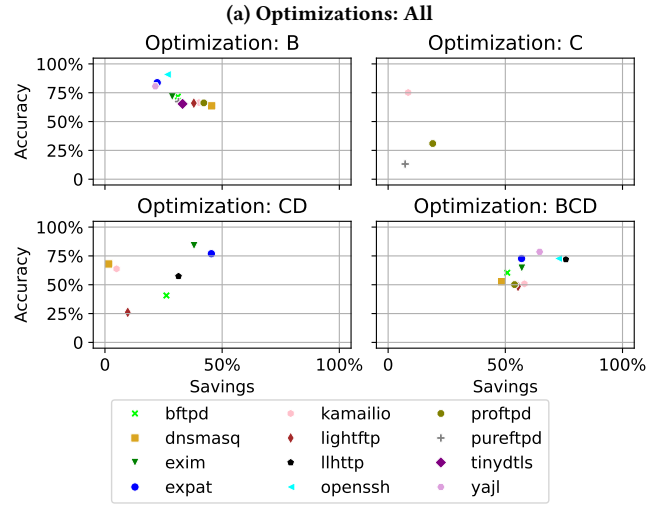 (a) Optimizations: All
Optimization: B
Optimization: C
100%
75%
50%
25%
0
Accuracy
Optimization: CD
Optimization: BCD
100%
75%
50%
25%
0
Accuracy
0 50% 100%
0 50% 100%
Savings
Savings
bftpd kamailio proftpd
dnsmasq lightftp pureftpd
exim llhttp tinydtls
expat openssh yajl